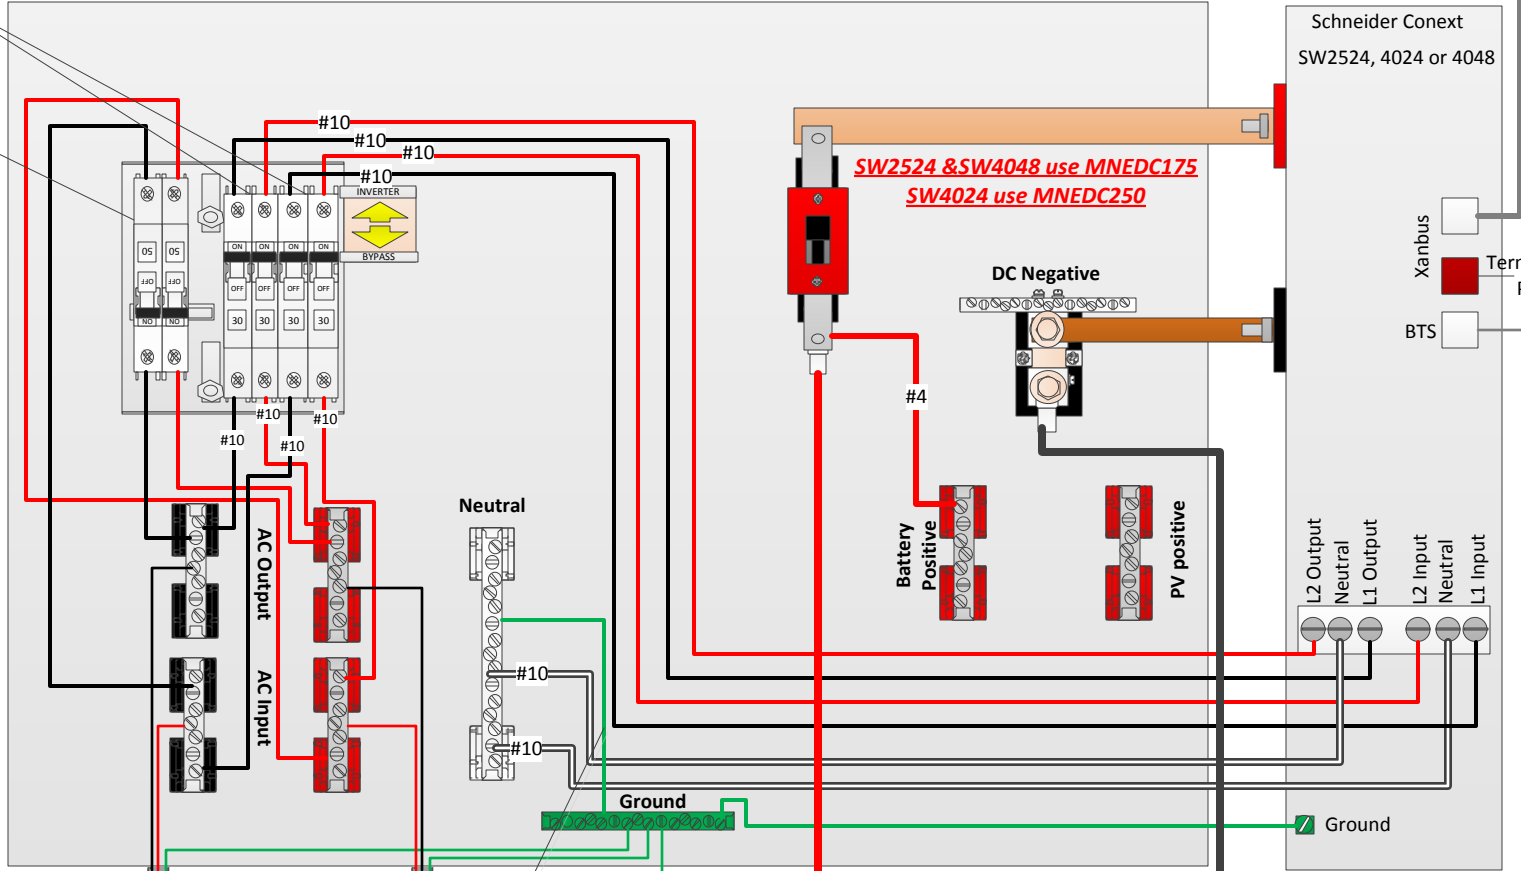 Schneider Conext
SW2524, 4024 or 4048
#10
#10
#10
#10
INVERTER
BYPASS
SW2524 &SW4048 use MNEDC175
SW4024 use MNEDC250
50
50
OFF
OFF
NO
NO
ON
ON
ON
ON
OFF
OFF
OFF
OFF
30
30
30
30
DC Negative
Xanbus
BTS
#4
#10
#10
#10
#10
Neutral
AC Output
AC Input
Battery
Positive
PV positive
L2 Output
Neutral
L1 Output
L2 Input
Neutral
L1 Input
#10
#10
Ground
Ground